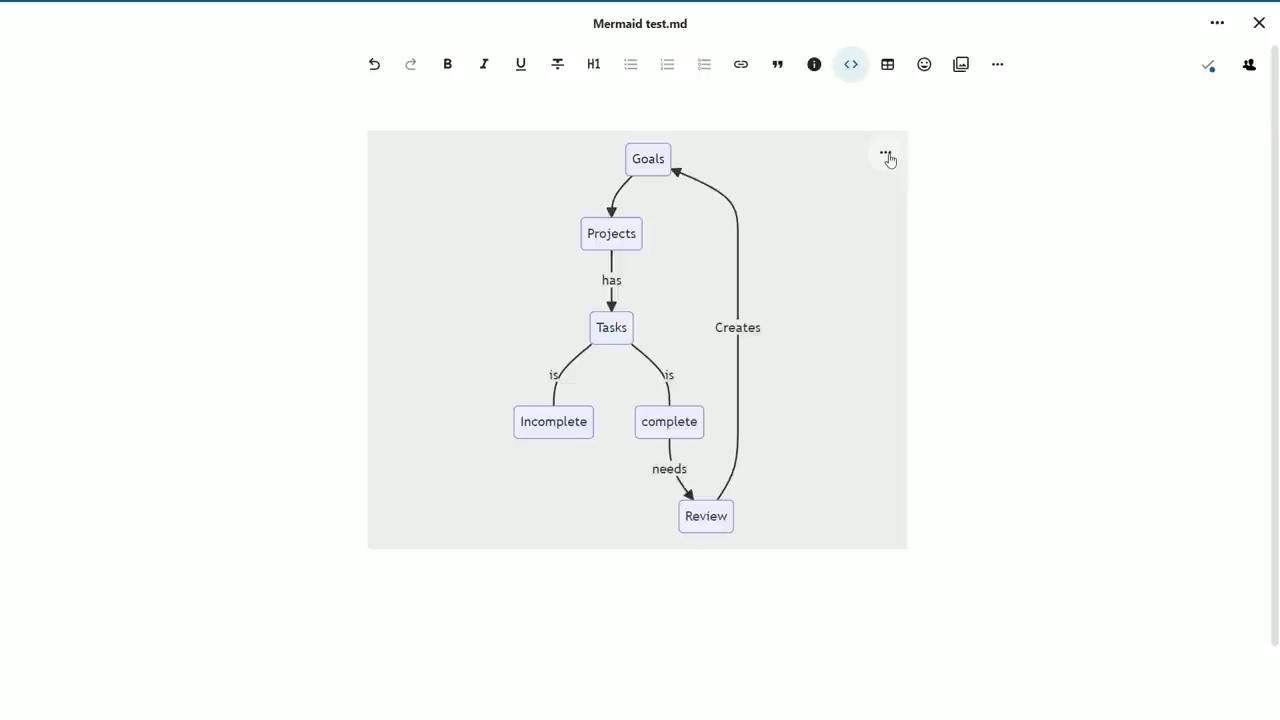 Mermaid test.md
B I U H1
Goals
Projects
has
Tasks
Creates
is is
Incomplete complete
needs
Review